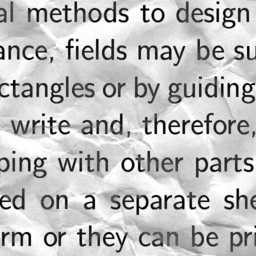 al methods to design
ance, fields may be su
ctangles or by guiding
write and, therefore,
ping with other parts
ed on a separate she
rm or they can be pri